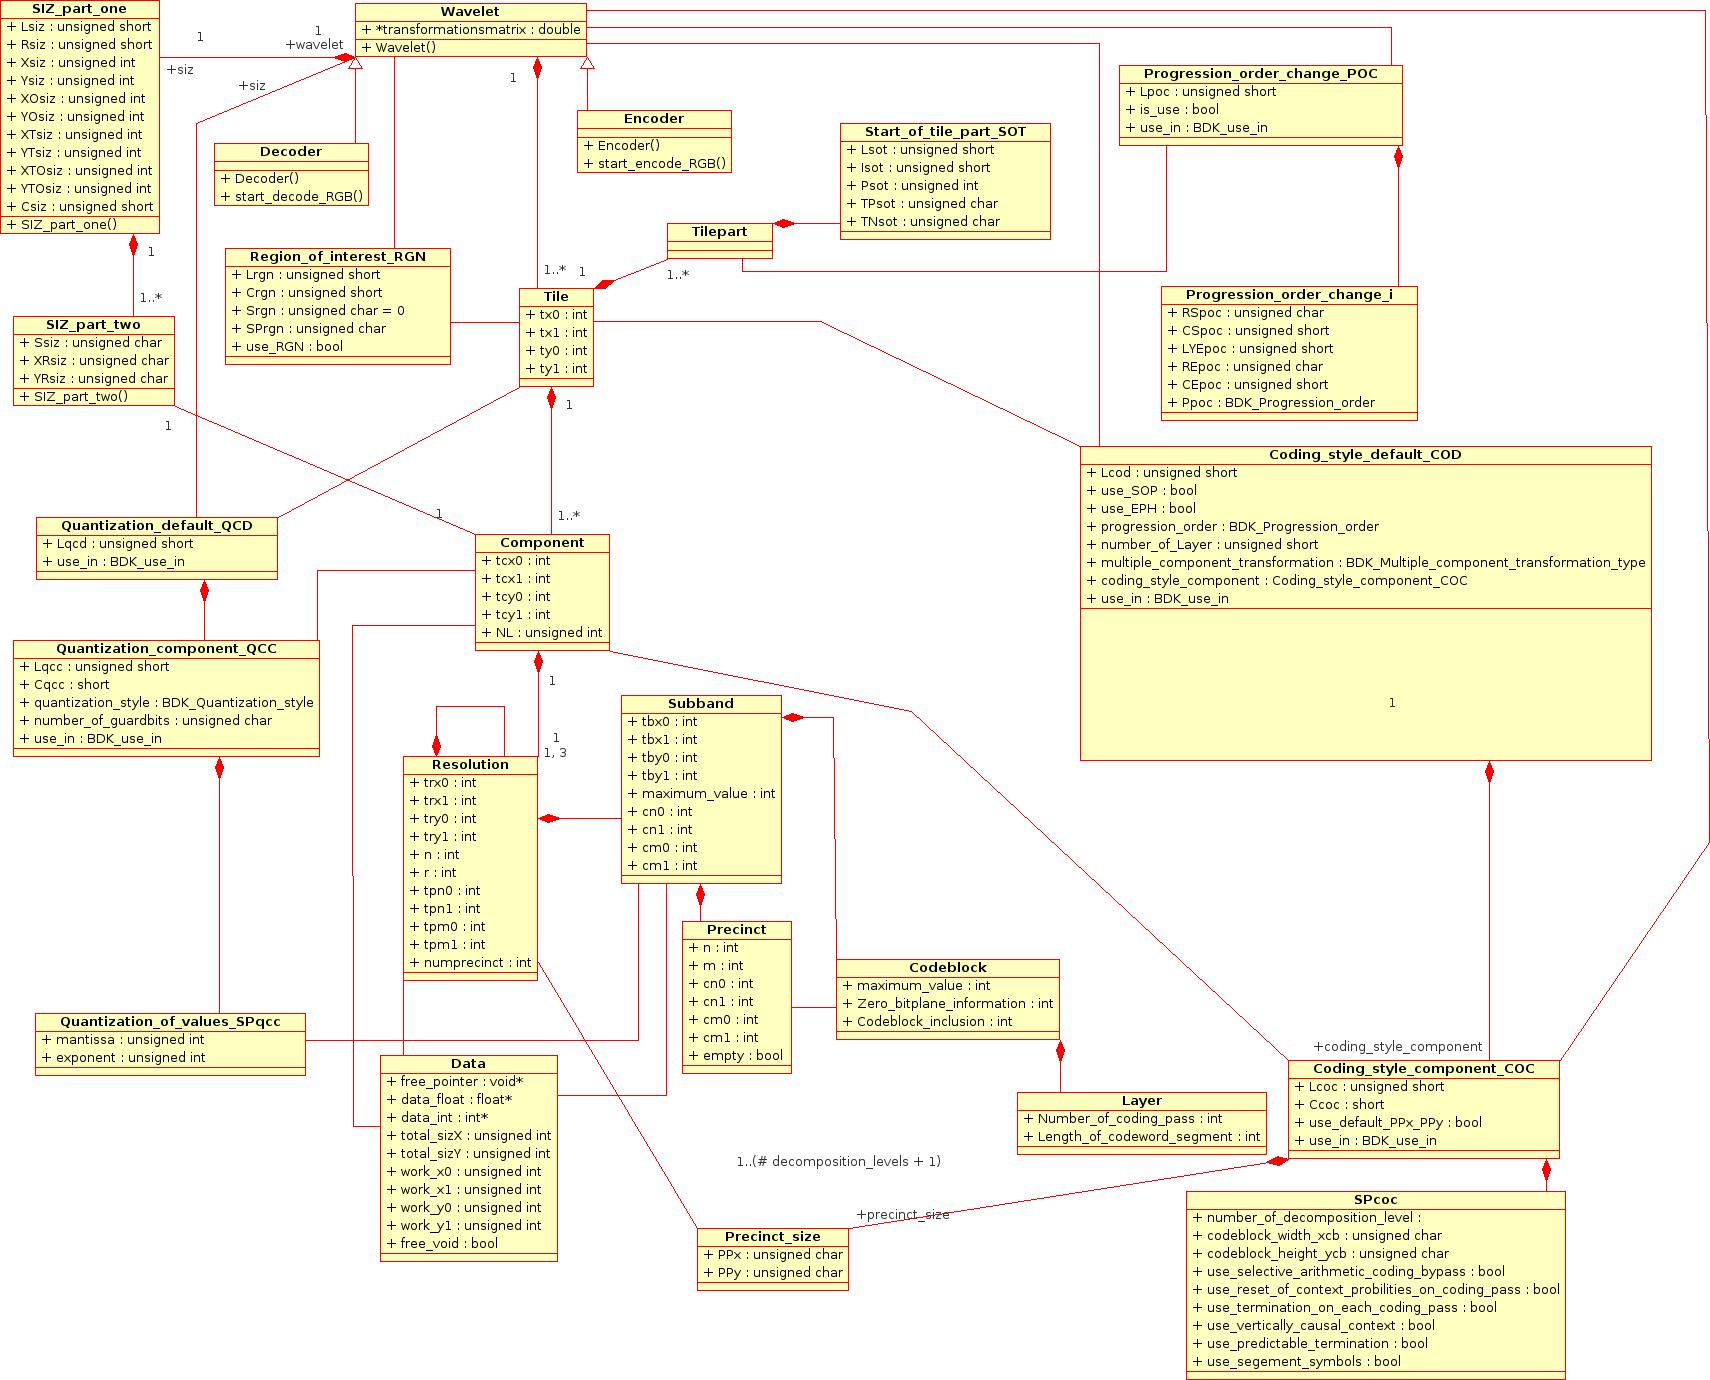 SIZ_part_one
+ Lsiz : unsigned short
+ Rsiz : unsigned short
+ Xsiz : unsigned int
+ Ysiz : unsigned int
+ XOsiz : unsigned int
+ YOsiz : unsigned int
+ XTsiz : unsigned int
+ YTsiz : unsigned int
+ XTOsiz : unsigned int
+ YTOsiz : unsigned int
+ Csiz : unsigned short
+ SIZ_part_one()
1
1
+wavelet
+siz
+siz
Wavelet
+ *transformationsmatrix : double
+ Wavelet()
1
Decoder
+ Decoder()
+ start_decode_RGB()
Encoder
+ Encoder()
+ start_encode_RGB()
Start_of_tile_part_SOT
+ Lsot : unsigned short
+ Isot : unsigned short
+ Psot : unsigned int
+ TPsot : unsigned char
+ TNsot : unsigned char
Progression_order_change_POC
+ Lpoc : unsigned short
+ is_use : bool
+ use_in : BDK_use_in
Tilepart
1..*
1
1..*
1
1..*
Region_of_interest_RGN
+ Lrgn : unsigned short
+ Crgn : unsigned short
+ Srgn : unsigned char = 0
+ SPrgn : unsigned char
+ use_RGN : bool
Tile
+ tx0 : int
+ tx1 : int
+ ty0 : int
+ ty1 : int
Progression_order_change_i
+ RSpoc : unsigned char
+ CSpoc : unsigned short
+ LYEpoc : unsigned short
+ REpoc : unsigned char
+ CEpoc : unsigned short
+ Ppoc : BDK_Progression_order
SIZ_part_two
+ Ssiz : unsigned char
+ XRsiz : unsigned char
+ YRsiz : unsigned char
+ SIZ_part_two()
1
1
1
1..*
Coding_style_default_COD
+ Lcod : unsigned short
+ use_SOP : bool
+ use_EPH : bool
+ progression_order : BDK_Progression_order
+ number_of_Layer : unsigned short
+ multiple_component_transformation : BDK_Multiple_component_transformation_type
+ coding_style_component : Coding_style_component_COC
+ use_in : BDK_use_in
1
Quantization_default_QCD
+ Lqcd : unsigned short
+ use_in : BDK_use_in
Component
+ tcx0 : int
+ tcx1 : int
+ tcy0 : int
+ tcy1 : int
+ NL : unsigned int
1
1
1, 3
Quantization_component_QCC
+ Lqcc : unsigned short
+ Cqcc : short
+ quantization_style : BDK_Quantization_style
+ number_of_guardbits : unsigned char
+ use_in : BDK_use_in
Resolution
+ trx0 : int
+ trx1 : int
+ try0 : int
+ try1 : int
+ n : int
+ r : int
+ tpn0 : int
+ tpn1 : int
+ tpm0 : int
+ tpm1 : int
+ numprecinct : int
Subband
+ tbx0 : int
+ tbx1 : int
+ tby0 : int
+ tby1 : int
+ maximum_value : int
+ cn0 : int
+ cn1 : int
+ cm0 : int
+ cm1 : int
Precinct
+ n : int
+ m : int
+ cn0 : int
+ cn1 : int
+ cm0 : int
+ cm1 : int
+ empty : bool
Codeblock
+ maximum_value : int
+ Zero_bitplane_information : int
+ Codeblock_inclusion : int
Quantization_of_values_SPqcc
+ mantissa : unsigned int
+ exponent : unsigned int
Data
+ free_pointer : void*
+ data_float : float*
+ data_int : int*
+ total_sizX : unsigned int
+ total_sizY : unsigned int
+ work_x0 : unsigned int
+ work_x1 : unsigned int
+ work_y0 : unsigned int
+ work_y1 : unsigned int
+ free_void : bool
Layer
+ Number_of_coding_pass : int
+ Length_of_codeword_segment : int
+coding_style_component
Coding_style_component_COC
+ Lcoc : unsigned short
+ Ccoc : short
+ use_default_PPx_PPy : bool
+ use_in : BDK_use_in
1..(# decomposition_levels + 1)
+precinct_size
Precinct_size
+ PPx : unsigned char
+ PPy : unsigned char
SPcoc
+ number_of_decomposition_level :
+ codeblock_width_xcb : unsigned char
+ codeblock_height_ycb : unsigned char
+ use_selective_arithmetic_coding_bypass : bool
+ use_reset_of_context_probilities_on_coding_pass : bool
+ use_termination_on_each_coding_pass : bool
+ use_vertically_causal_context : bool
+ use_predictable_termination : bool
+ use_segement_symbols : bool